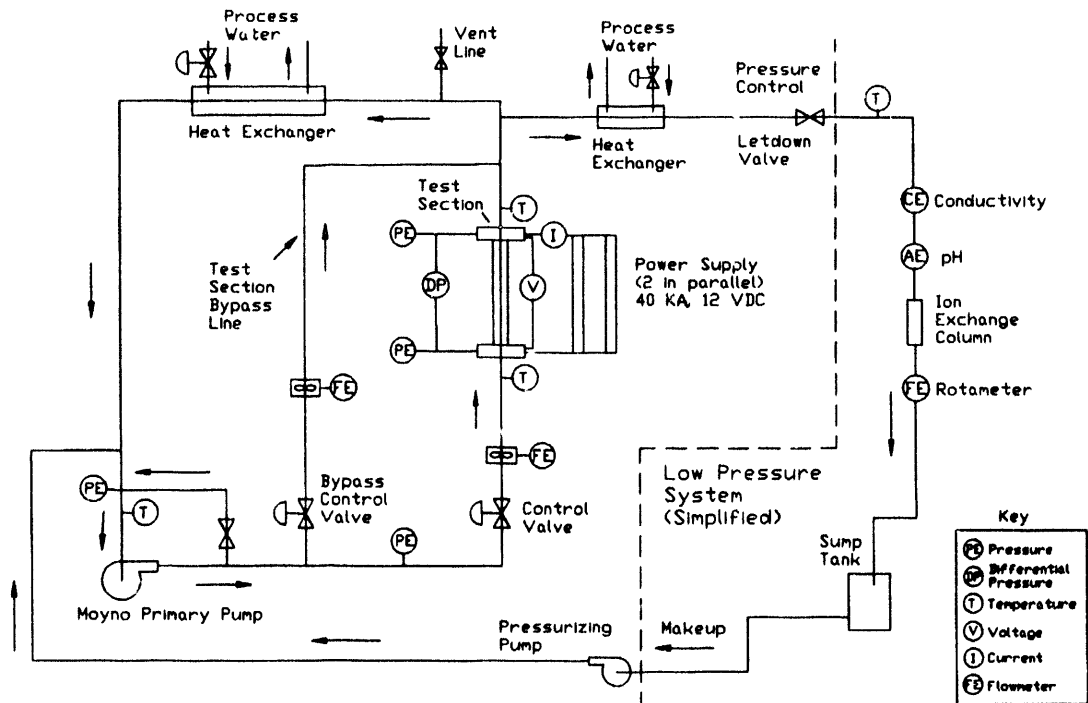 Process
Water
Vent
Line
Process
Water
Pressure
Control
T
Heat Exchanger
Heat
Exchanger
Letdown
Valve
Test
Section
T
CE Conductivity
PE
I
Test
Section
Bypass
Line
DP
V
Power Supply
(2 in parallel)
40 KA, 12 VDC
AE pH
Ion
Exchange
Column
PE
T
FE
FE Rotameter
FE
PE
T
Bypass
Control
Valve
PE
Control
Valve
Low Pressure
System
(Simplified)
Moyno Primary Pump
Sump
Tank
Pressurizing
Pump
Makeup
Key
PE Pressure
DP Differential
Pressure
T Temperature
V Voltage
I Current
FE Flowmeter